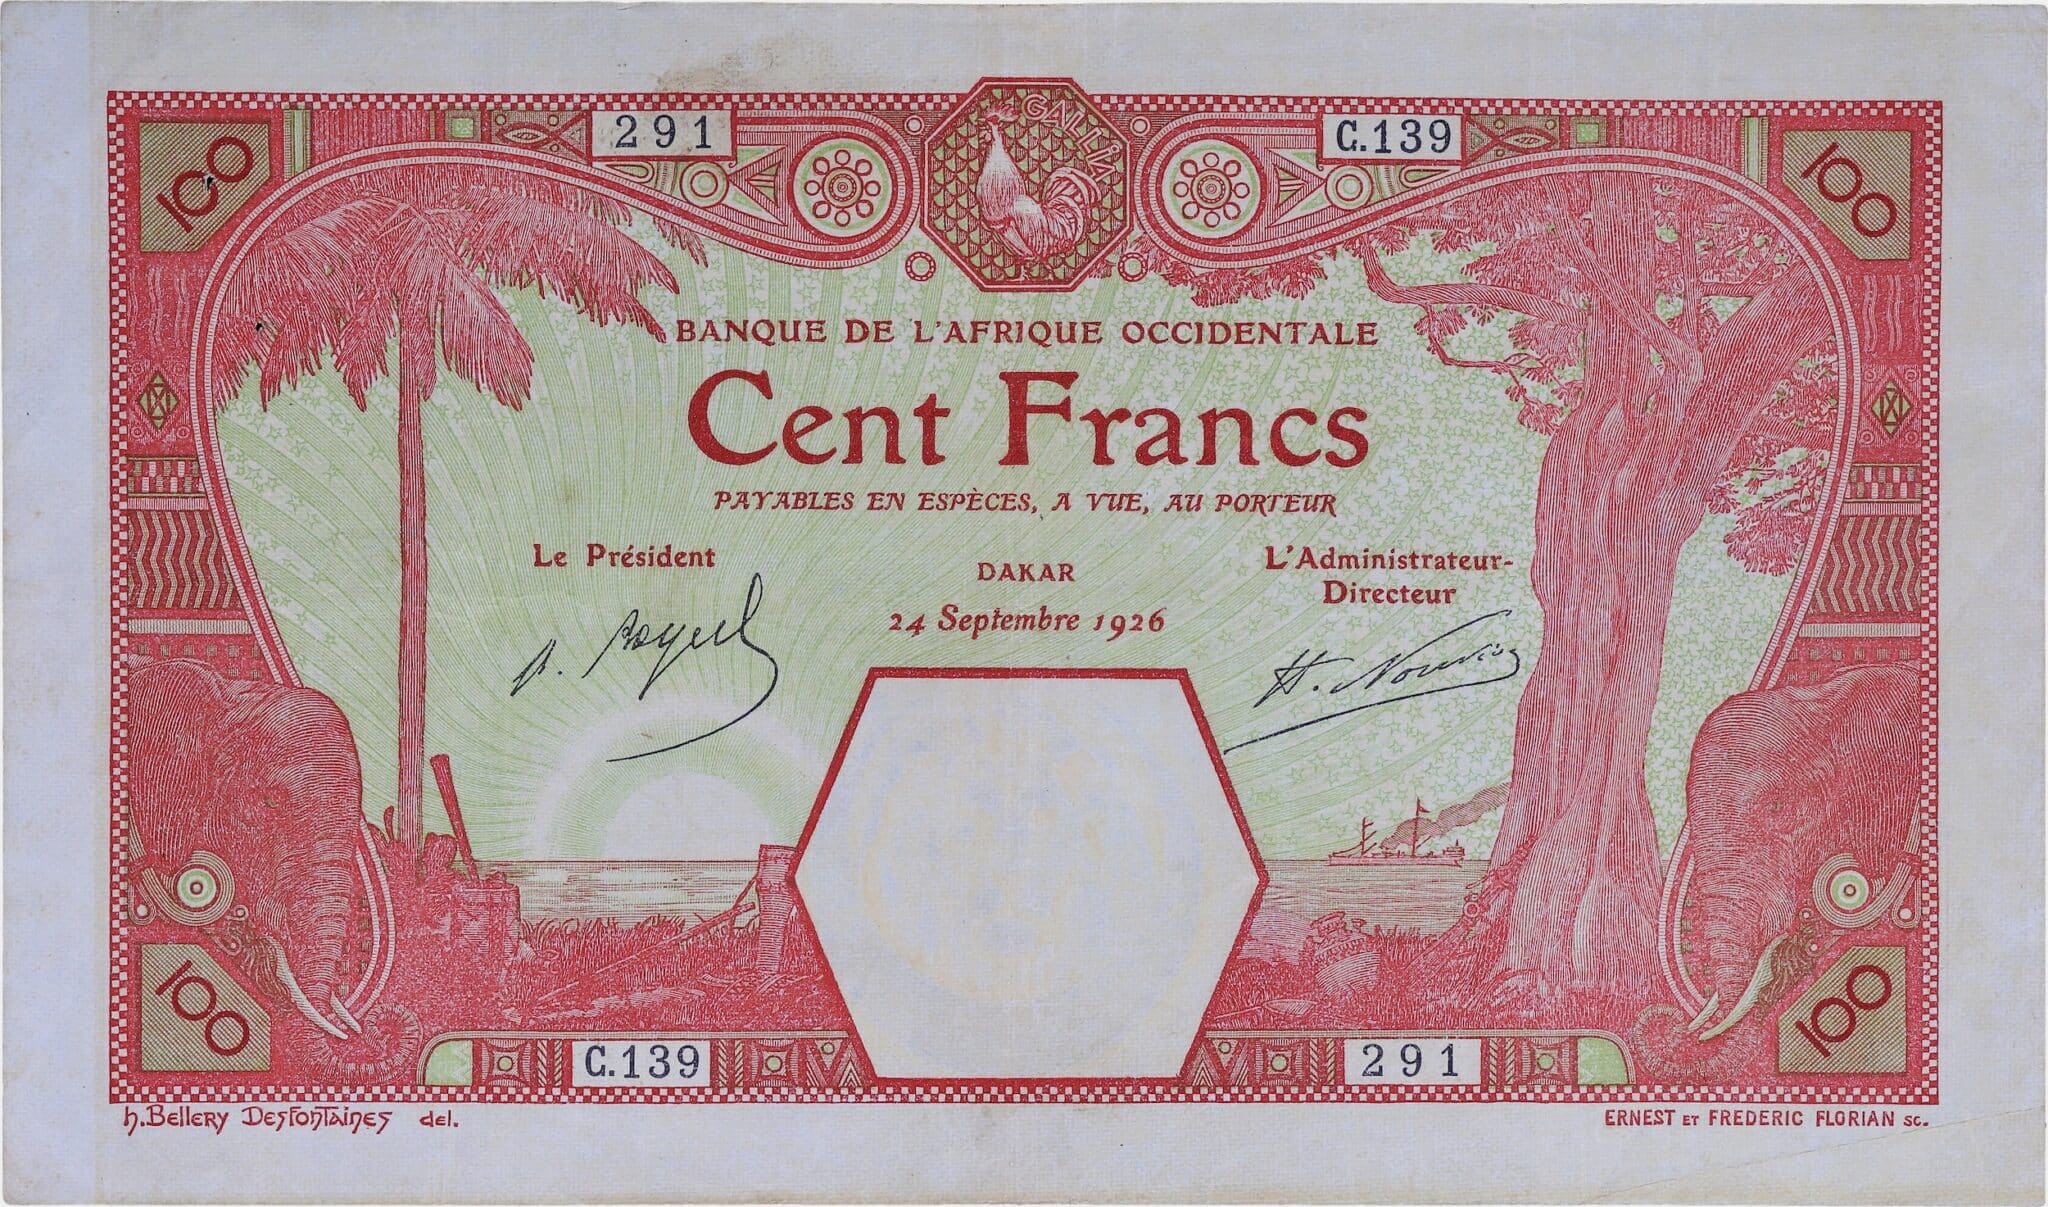 291
GALLIA
C.139
100
100
BANQUE DE L'AFRIQUE OCCIDENTALE
Cent Francs
PAYABLES EN ESPÈCES, A VUE, AU PORTEUR
Le Président
DAKAR
L'Administrateur-
Directeur
24 Septembre 1926
100
100
C.139
291
h.Bellery Desfontaines del.
ERNEST ET FREDERIC FLORIAN SC.